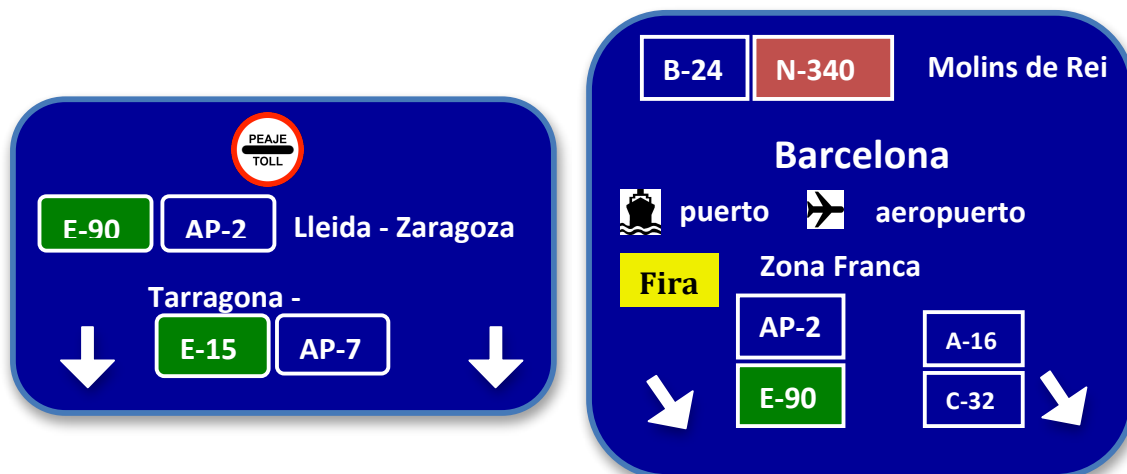 PEAJE
TOLL
E-90 AP-2 Lleida - Zaragoza
Tarragona -
E-15 AP-7
B-24 N-340 Molins de Rei
Barcelona
puerto aeropuerto
Fira Zona Franca
AP-2 A-16
E-90 C-32